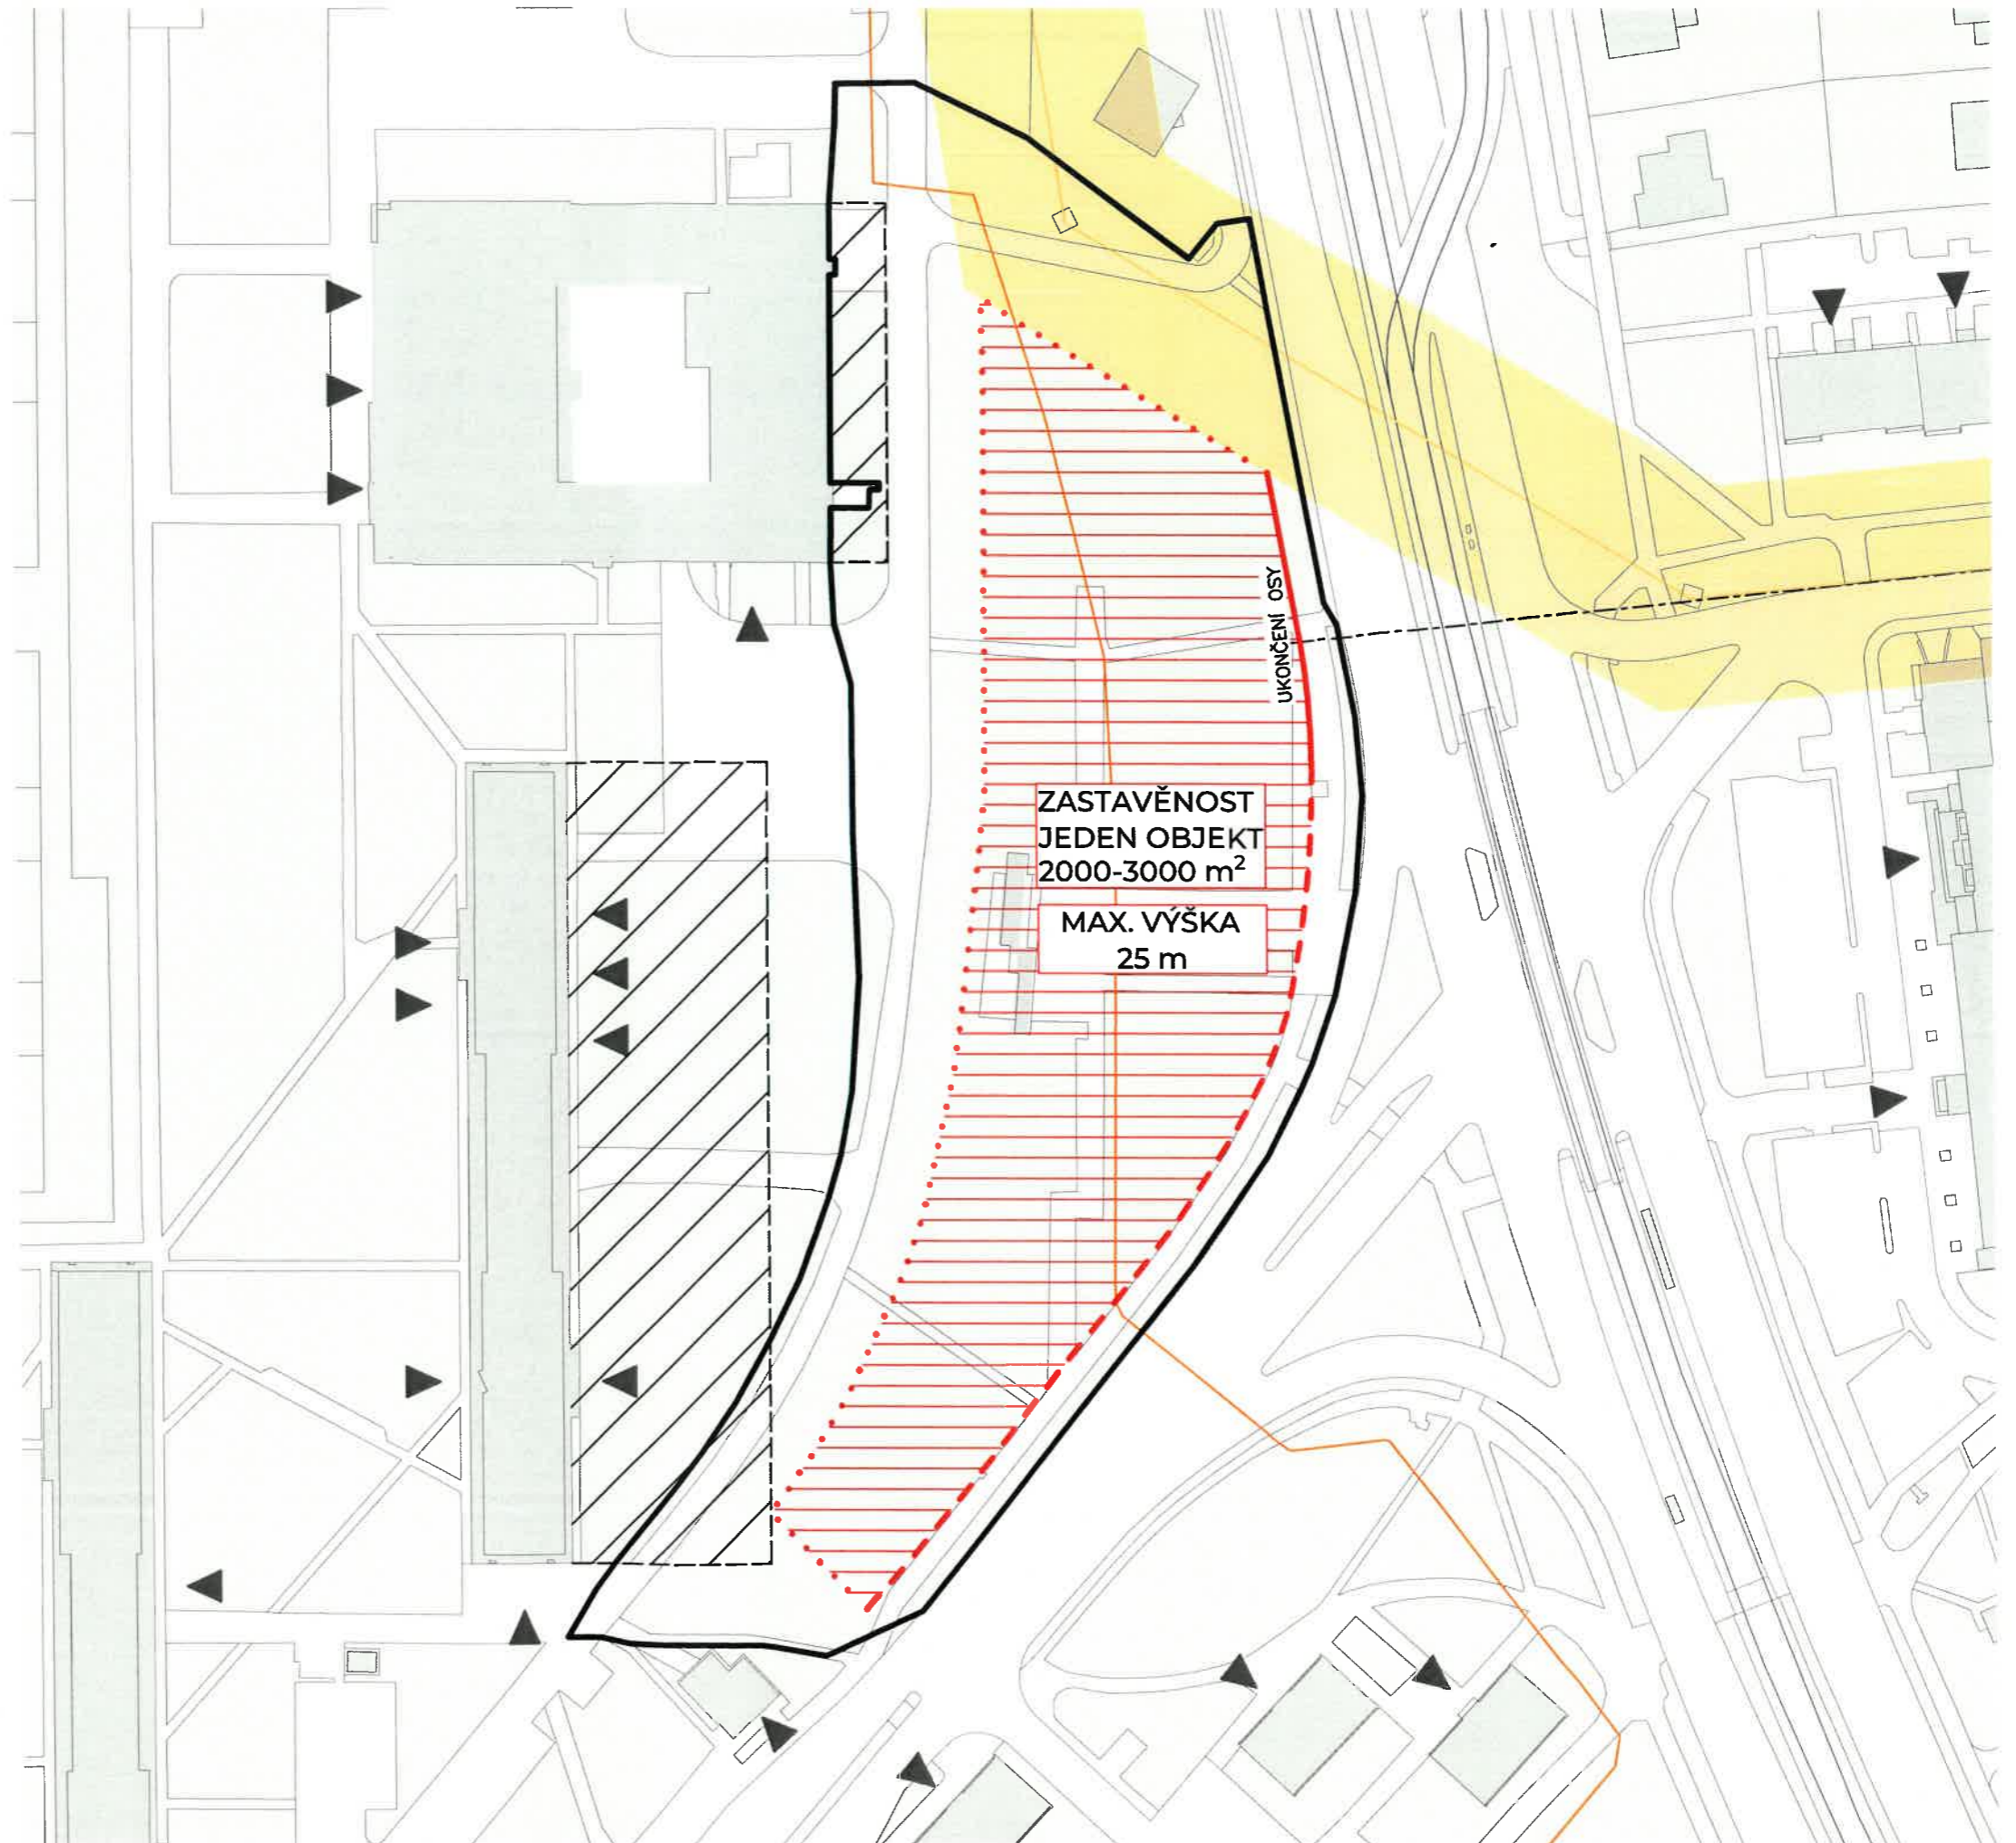 UKONČENÍ OSY
ZASTAVĚNOST
JEDEN OBJEKT
2000-3000 m²
MAX. VÝŠKA
25 m